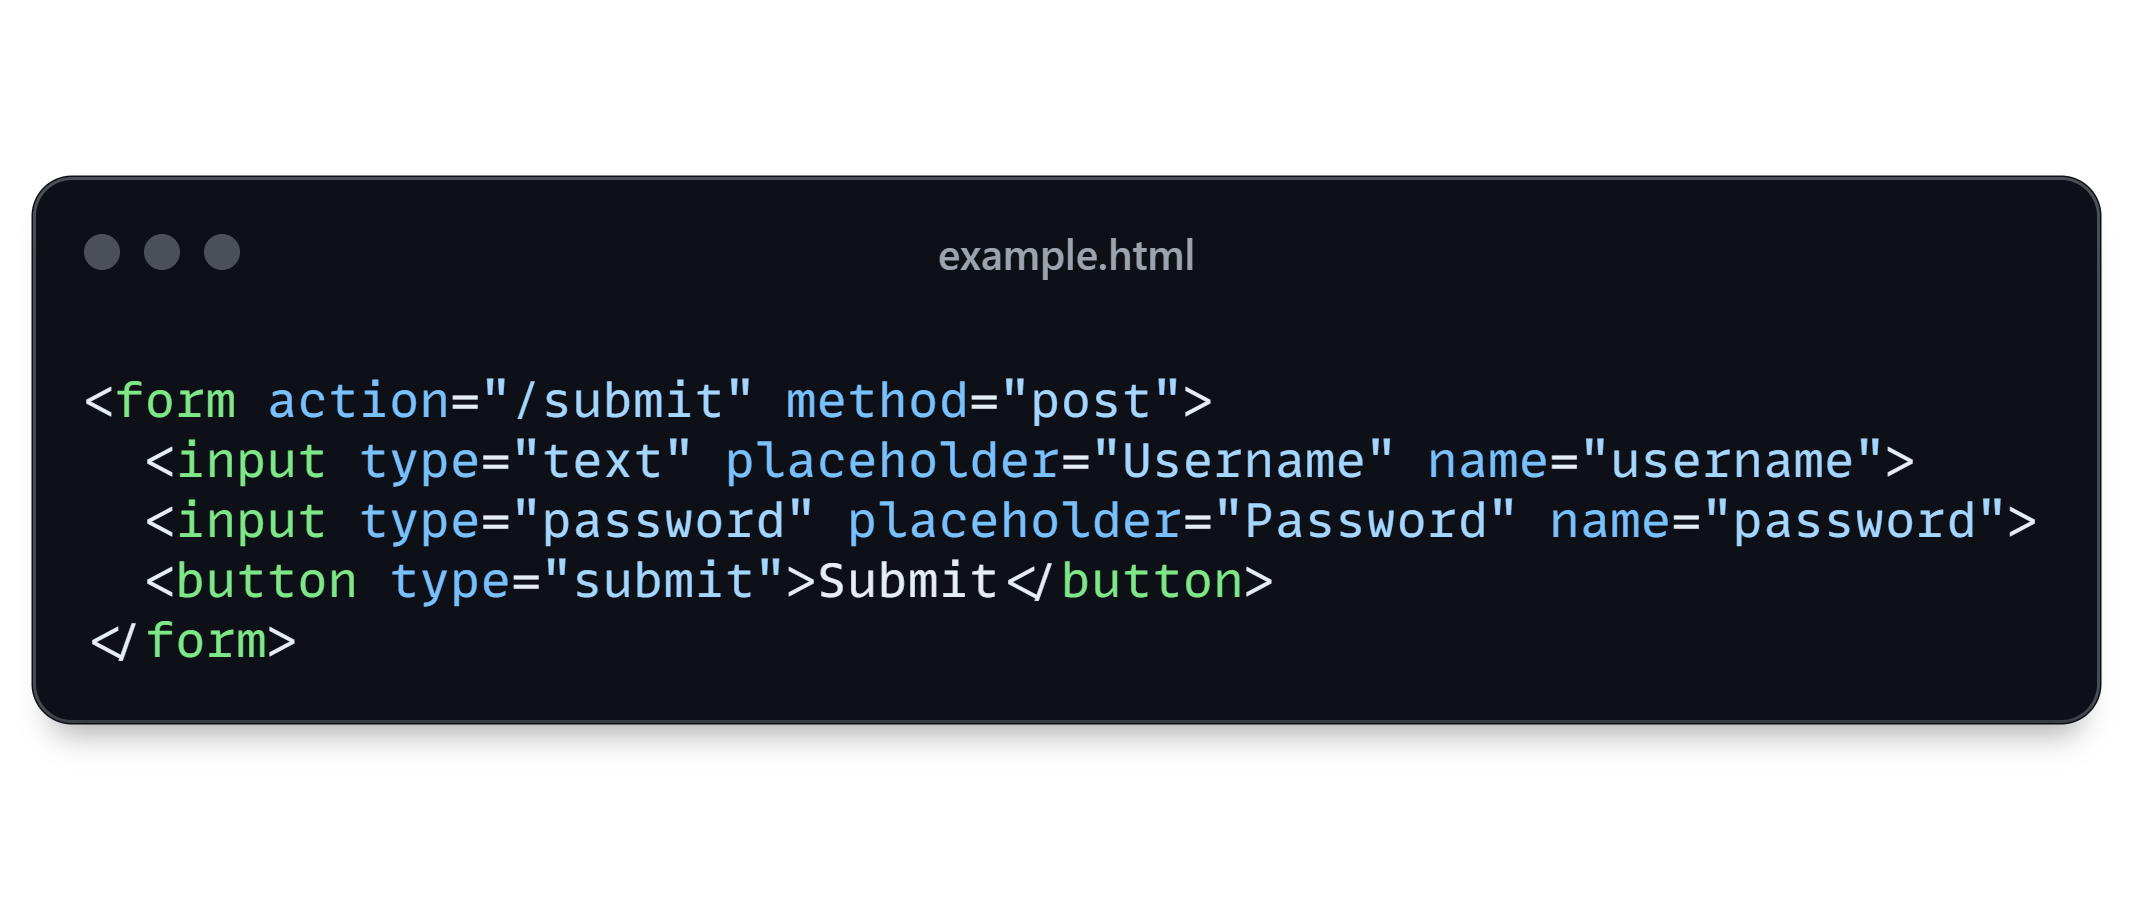 example.html
<form action="/submit" method="post">
  <input type="text" placeholder="Username" name="username">
  <input type="password" placeholder="Password" name="password">
  <button type="submit">Submit</button>
</form>